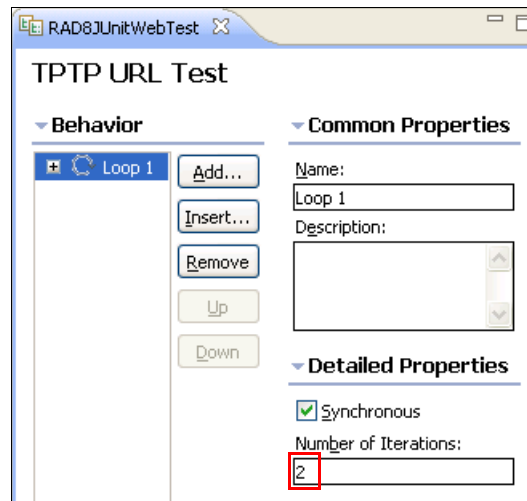 RAD8JUnitWebTest
TPTP URL Test
Behavior
Loop 1
Add...
Insert...
Remove
Up
Down
Common Properties
Name:
Loop 1
Description:
Detailed Properties
Synchronous
Number of Iterations:
2